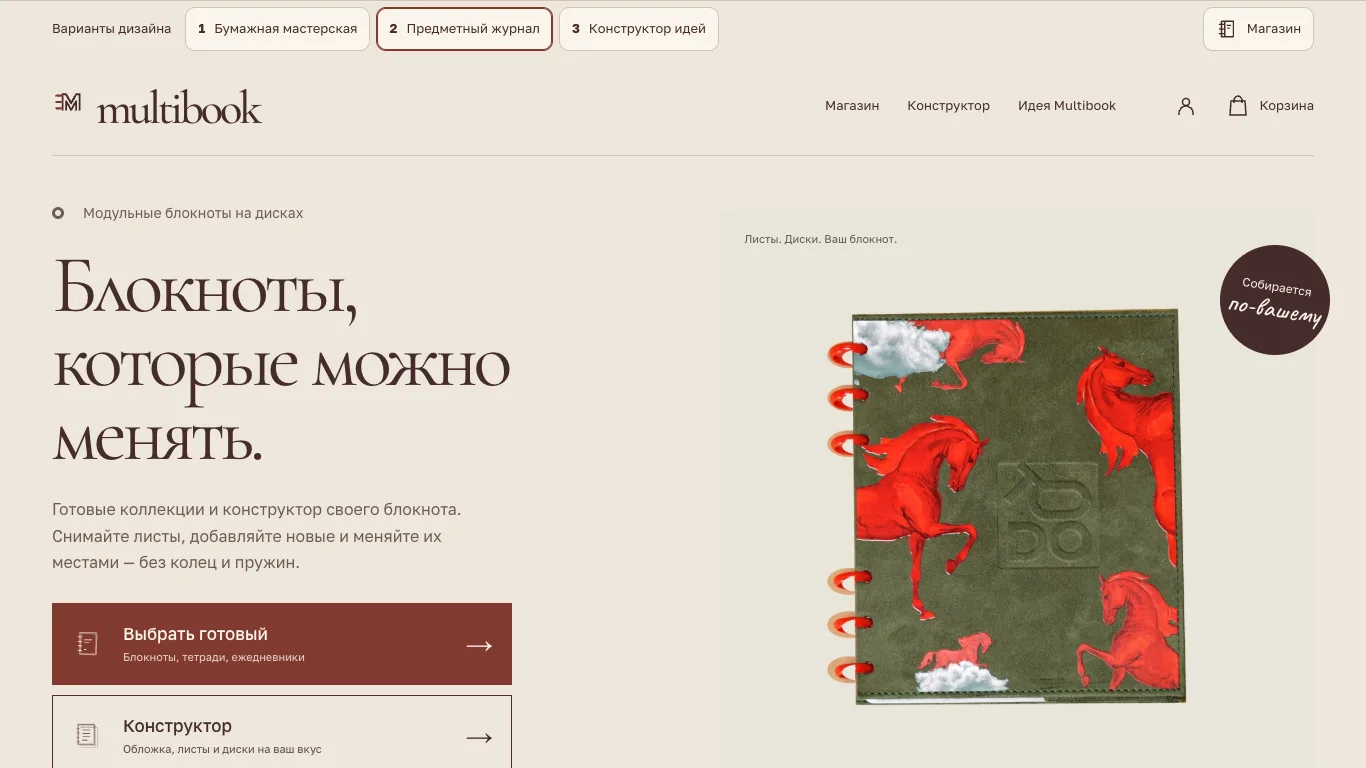 Варианты дизайна
1 Бумажная мастерская
2 Предметный журнал
3 Конструктор идей
Магазин
multibook
Магазин
Конструктор
Идея Multibook
Корзина
Модульные блокноты на дисках
Блокноты,
которые можно
менять.
Готовые коллекции и конструктор своего блокнота.
Снимайте листы, добавляйте новые и меняйте их
местами — без колец и пружин.
Выбрать готовый
Блокноты, тетради, ежедневники
Конструктор
Обложка, листы и диски на ваш вкус
Листы. Диски. Ваш блокнот.
Собирается
по-вашему